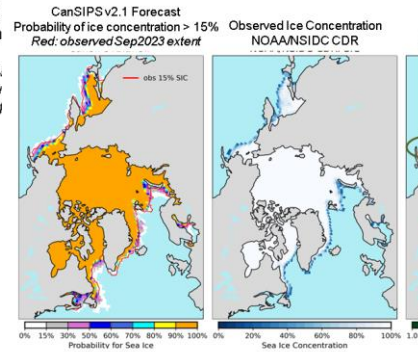 CanSIPS v2.1 Forecast
Probability of ice concentration > 15%
Red: observed Sep2023 extent
obs 15% SIC
0% 15% 30% 50% 60% 70% 80% 90% 100%
Probability for Sea Ice
Observed Ice Concentration
NOAA/NSIDC CDR
0% 20% 40% 60% 80% 100%
Sea Ice Concentration